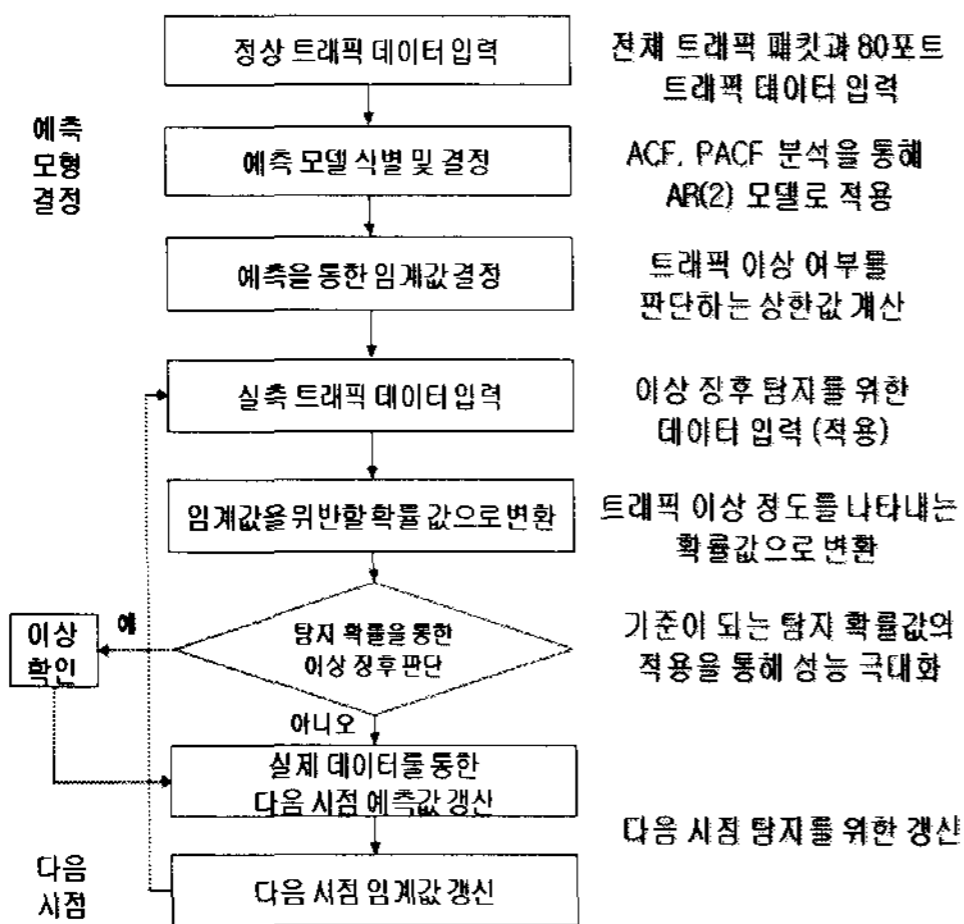 정상 트래픽 데이터 입력
전체 트래픽 패킷과 80포트
트래픽 데이터 입력
예측
모형
결정
예측 모델 식별 및 결정
ACF, PACF 분석을 통해
AR(2) 모델로 적용
예측을 통한 임계값 결정
트래픽 이상 여부를
판단하는 상한값 계산
실측 트래픽 데이터 입력
이상 징후 탐지를 위한
데이터 입력 (적용)
임계값을 위반할 확률 값으로 변환
트래픽 이상 정도를 나타내는
확률값으로 변환
이상
확인
예
탐지 확률을 통한
이상 징후 판단
기준이 되는 탐지 확률값의
적용을 통해 성능 극대화
아니오
실제 데이터를 통한
다음 시점 예측값 갱산
다음 시점 탐지를 위한 갱신
다음
시점
다음 시점 임계값 갱신